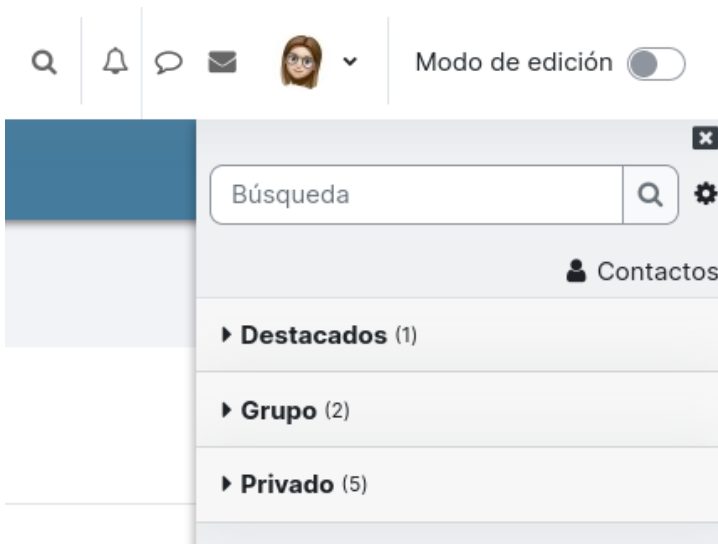 Modo de edición
Búsqueda
Contactos
Destacados (1)
Grupo (2)
Privado (5)